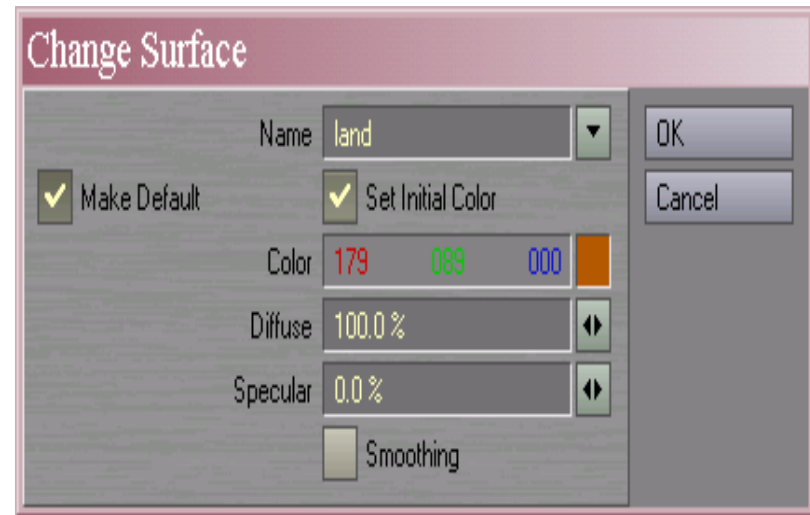 Change Surface
Name land OK
Make Default Set Initial Color Cancel
Color 179 089 000
Diffuse 100.0 %
Specular 0.0 %
Smoothing